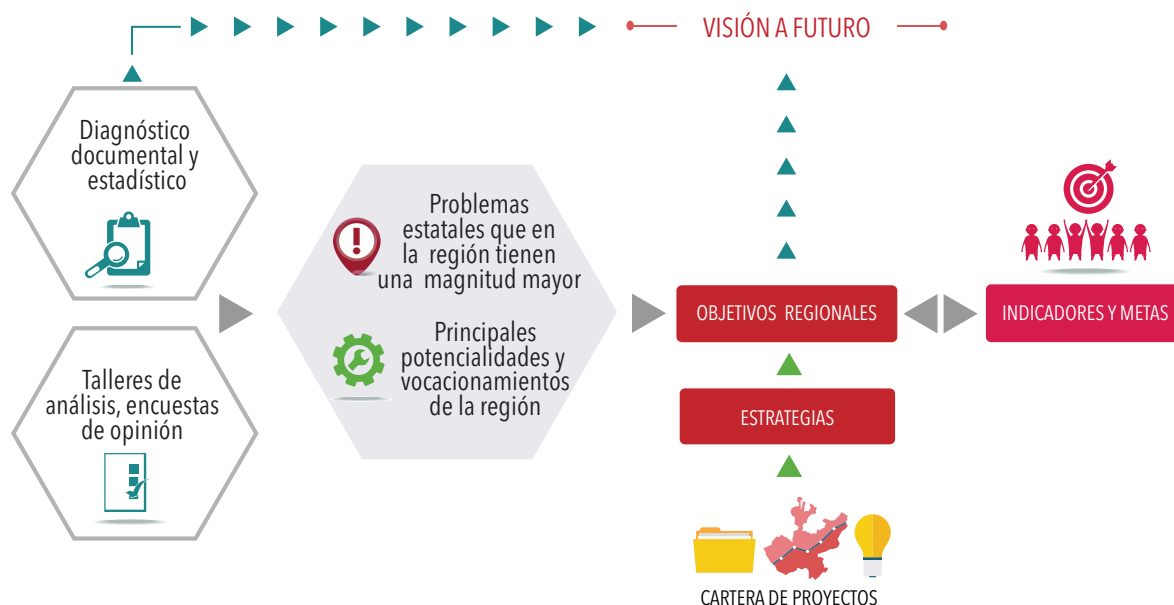 VISIÓN A FUTURO
Diagnóstico
documental y
estadístico
Talleres de
análisis, encuestas
de opinión
Problemas
estatales que en
la región tienen
una magnitud mayor
Principales
potencialidades y
vocacionamientos
de la región
OBJETIVOS REGIONALES
INDICADORES Y METAS
ESTRATEGIAS
CARTERA DE PROYECTOS